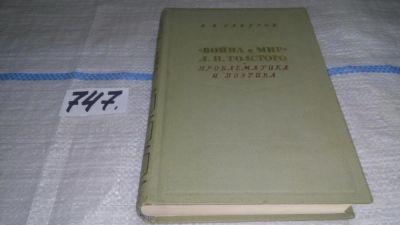 747.
А. А. САБУРОВ
«ВОЙНА и МИР»
Л. Н. ТОЛСТОГО
ПРОБЛЕМАТИКА
И ПОЭТИКА